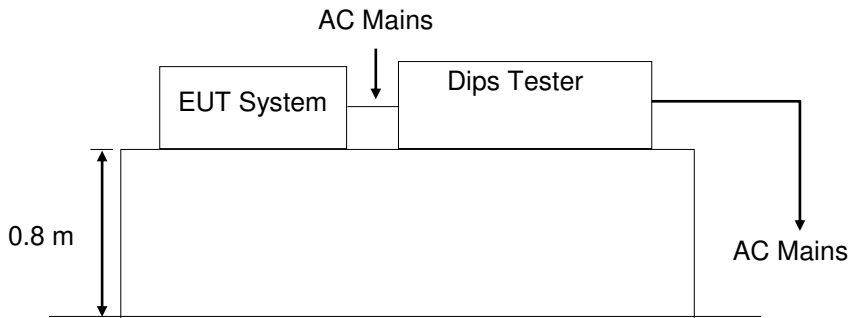 AC Mains
EUT System
Dips Tester
0.8 m
AC Mains